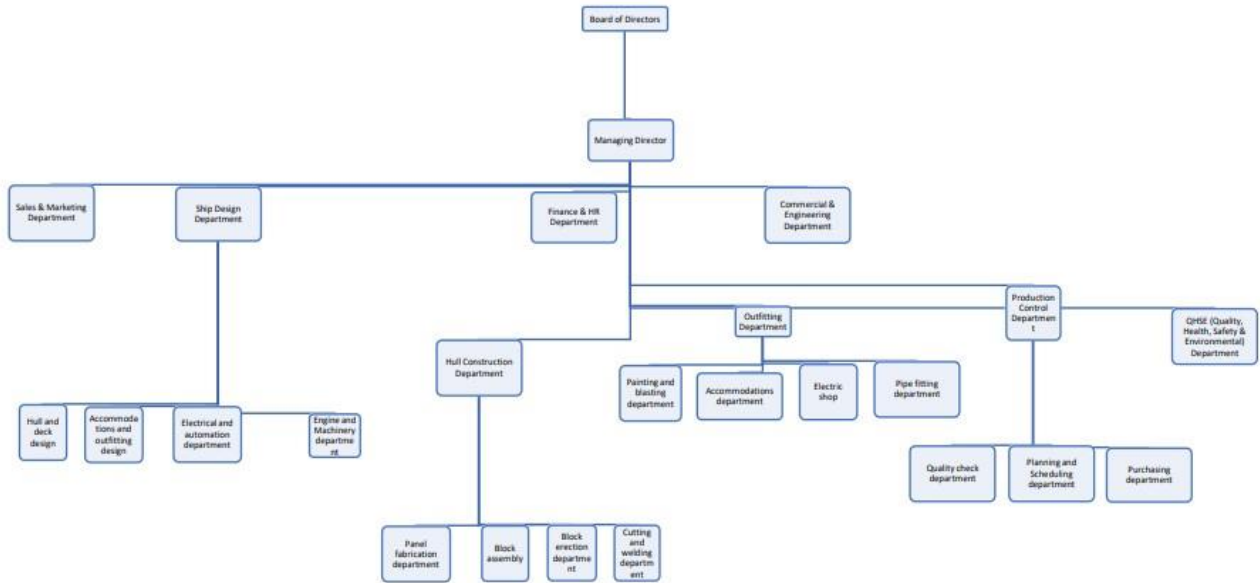 Board of Directors
Managing Director
Sales & Marketing
Department
Ship Design
Department
Finance & HR
Department
Commercial &
Engineering
Department
Hull Construction
Department
Outfitting
Department
Production
Control
Departmen
t
QHSE (Quality,
Health, Safety &
Environmental)
Department
Hull and
deck
design
Accommoda
tions and
outfitting
design
Electrical and
automation
department
Engine and
Machinery
departme
nt
Painting and
blasting
department
Accommodations
department
Electric
shop
Pipe fitting
department
Quality check
department
Planning and
Scheduling
department
Purchasing
department
Panel
fabrication
department
Block
assembly
Block
erection
departme
nt
Cutting
and
welding
departm
ent